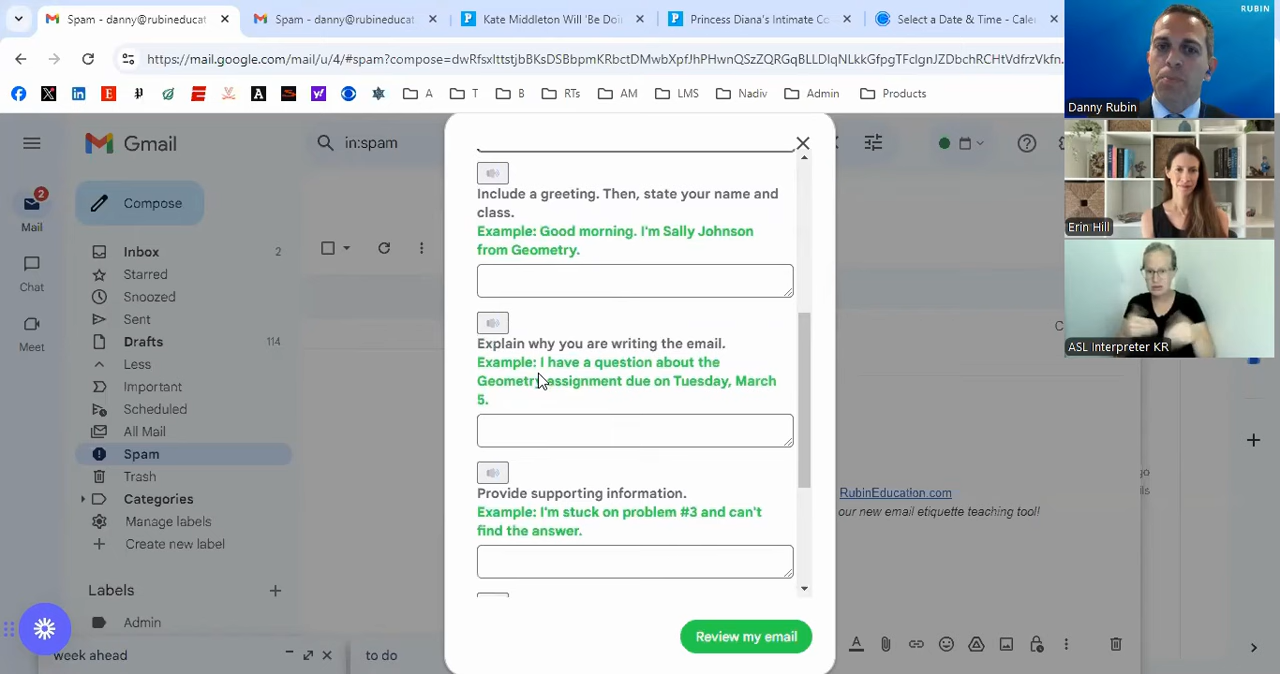 Spam - danny@rubineducat
Spam - danny@rubineducat
Kate Middleton Will 'Be Doi
Princess Diana's Intimate Co
Select a Date & Time - Cale
RUBIN
https://mail.google.com/mail/u/4/#spam?compose=
A
T
B
RTs
AM
LMS
Nadiv
Admin
Products
Danny Rubin
Gmail
in:spam
2
Mail
Compose
Include a greeting. Then, state your name and
class.
Example: Good morning. I'm Sally Johnson
from Geometry.
Erin Hill
Chat
Meet
Inbox 2
Starred
Snoozed
Sent
Drafts 114
Less
Important
Scheduled
All Mail
Spam
Trash
Categories
Manage labels
Create new label
Labels
Admin
Explain why you are writing the email.
Example: I have a question about the
Geometry assignment due on Tuesday, March
5.
ASL Interpreter KR
Provide supporting information.
Example: I'm stuck on problem #3 and can't
find the answer.
RubinEducation.com
our new email etiquette teaching tool!
Review my email
week ahead
to do